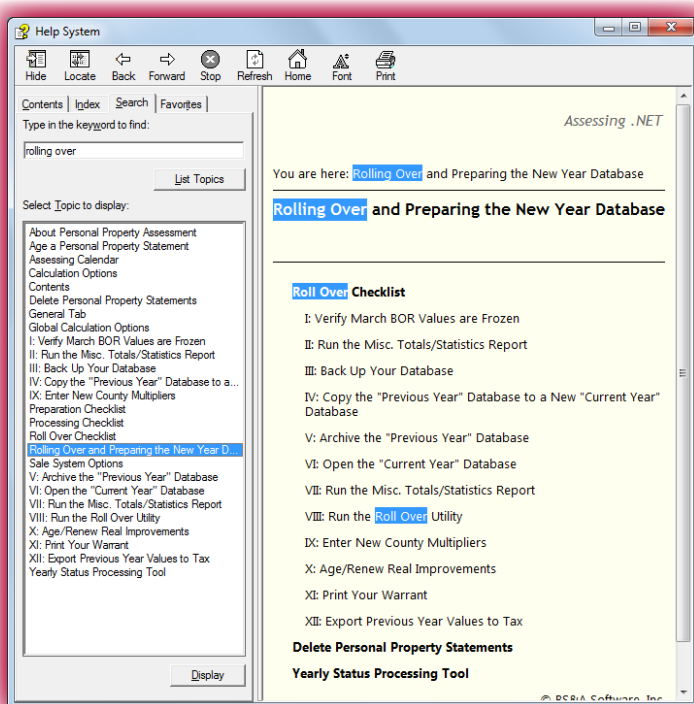 Help System
Hide Locate Back Forward Stop Refresh Home Font Print
Contents Index Search Favorites
Type in the keyword to find:
rolling over
List Topics
Select Topic to display:
About Personal Property Assessment
Age a Personal Property Statement
Assessing Calendar
Calculation Options
Contents
Delete Personal Property Statements
General Tab
Global Calculation Options
I: Verify March BOR Values are Frozen
II: Run the Misc. Totals/Statistics Report
III: Back Up Your Database
IV: Copy the "Previous Year" Database to a...
IX: Enter New County Multipliers
Preparation Checklist
Processing Checklist
Roll Over Checklist
Rolling Over and Preparing the New Year D...
Sale System Options
V: Archive the "Previous Year" Database
VI: Open the "Current Year" Database
VII: Run the Misc. Totals/Statistics Report
VIII: Run the Roll Over Utility
X: Age/Renew Real Improvements
XI: Print Your Warrant
XII: Export Previous Year Values to Tax
Yearly Status Processing Tool
Display
Assessing .NET
You are here: Rolling Over and Preparing the New Year Database
Rolling Over and Preparing the New Year Database
Roll Over Checklist
I: Verify March BOR Values are Frozen
II: Run the Misc. Totals/Statistics Report
III: Back Up Your Database
IV: Copy the "Previous Year" Database to a New "Current Year"
Database
V: Archive the "Previous Year" Database
VI: Open the "Current Year" Database
VII: Run the Misc. Totals/Statistics Report
VIII: Run the Roll Over Utility
IX: Enter New County Multipliers
X: Age/Renew Real Improvements
XI: Print Your Warrant
XII: Export Previous Year Values to Tax
Delete Personal Property Statements
Yearly Status Processing Tool
© BS&A Software, Inc.